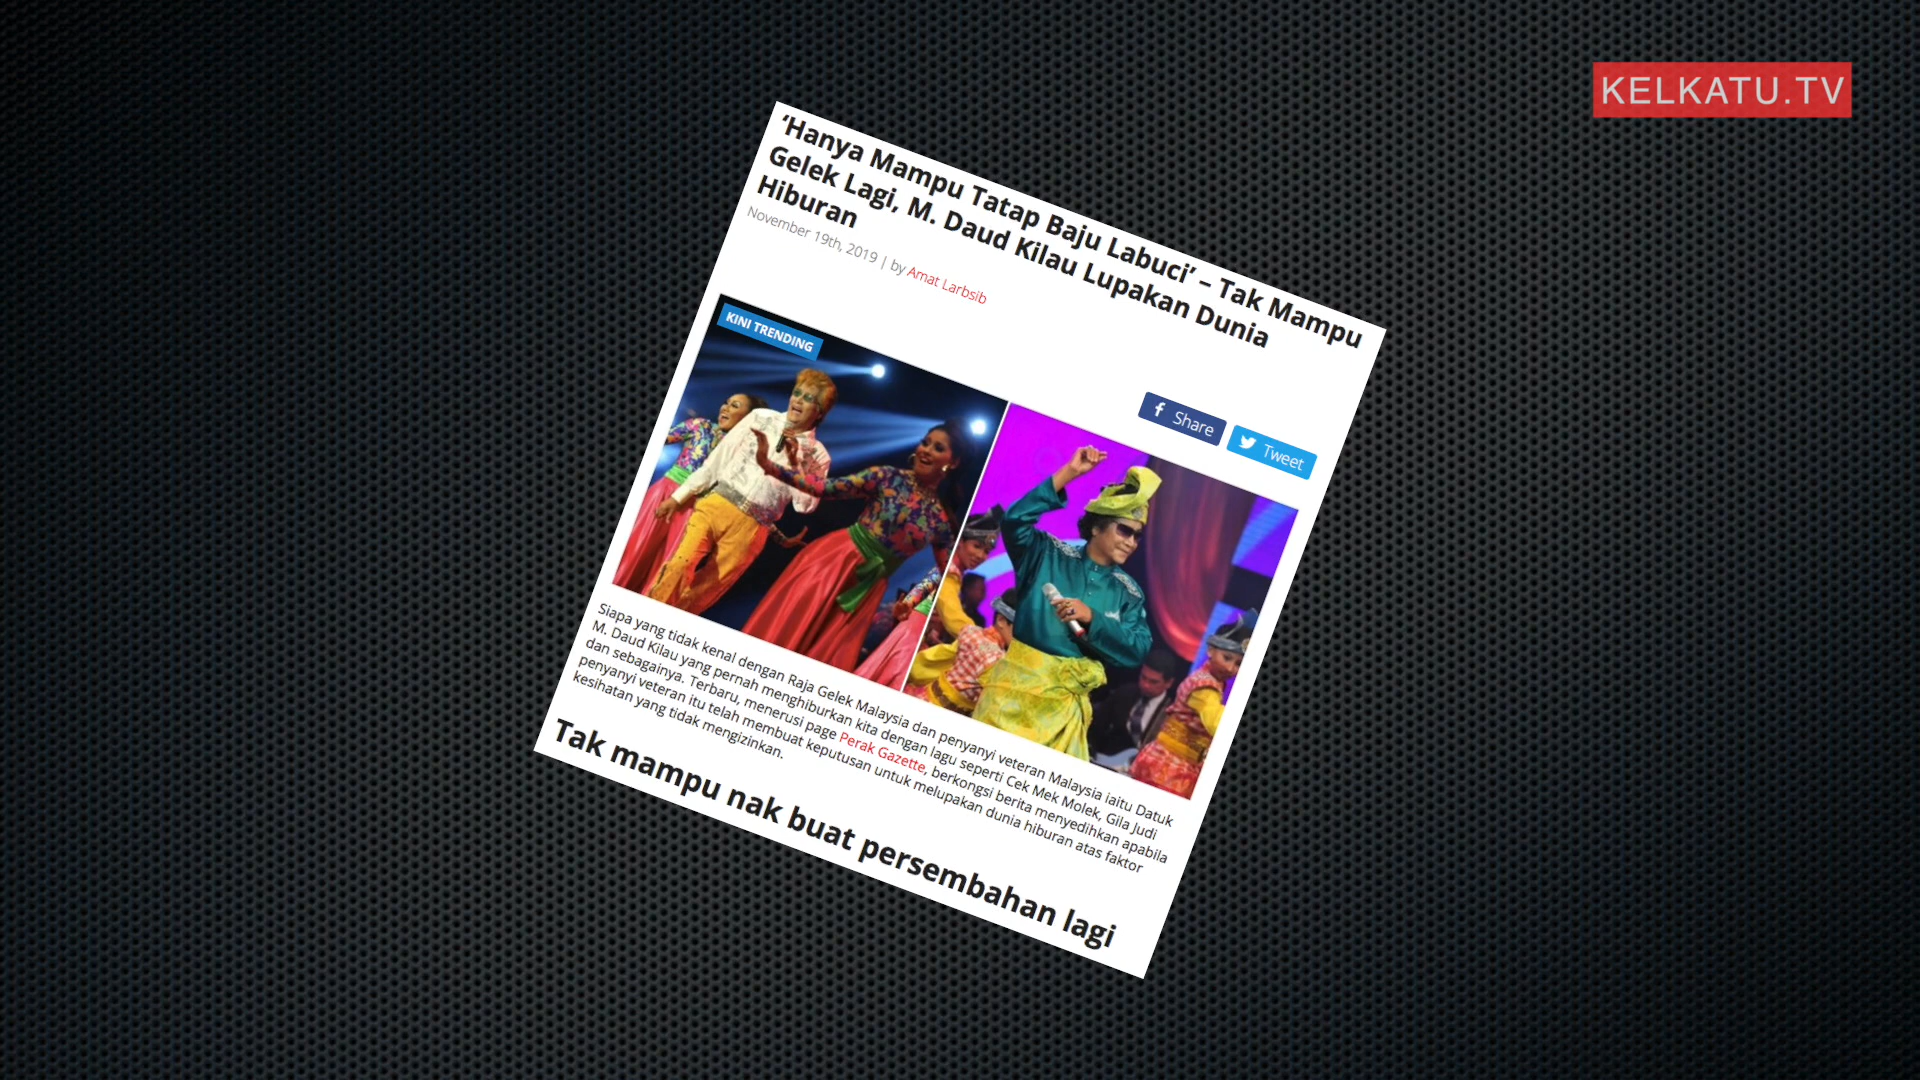 KELKATU.TV
‘Hanya Mampu Tatap Baju Labuci’ – Tak Mampu
Gelek Lagi, M. Daud Kilau Lupakan Dunia
Hiburan
November 19th, 2019 | by Amat Larbsib
Share
Tweet
KINI TRENDING
Siapa yang tidak kenal dengan Raja Gelek Malaysia dan penyanyi veteran Malaysia iaitu Datuk
M. Daud Kilau yang pernah menghiburkan kita dengan lagu seperti Cek Mek Molek, Gila Judi
dan sebagainya. Terbaru, menerusi page Perak Gazette, berkongsi berita menyedihkan apabila
penyanyi veteran itu telah membuat keputusan untuk melupakan dunia hiburan atas faktor
kesihatan yang tidak mengizinkan.
Tak mampu nak buat persembahan lagi